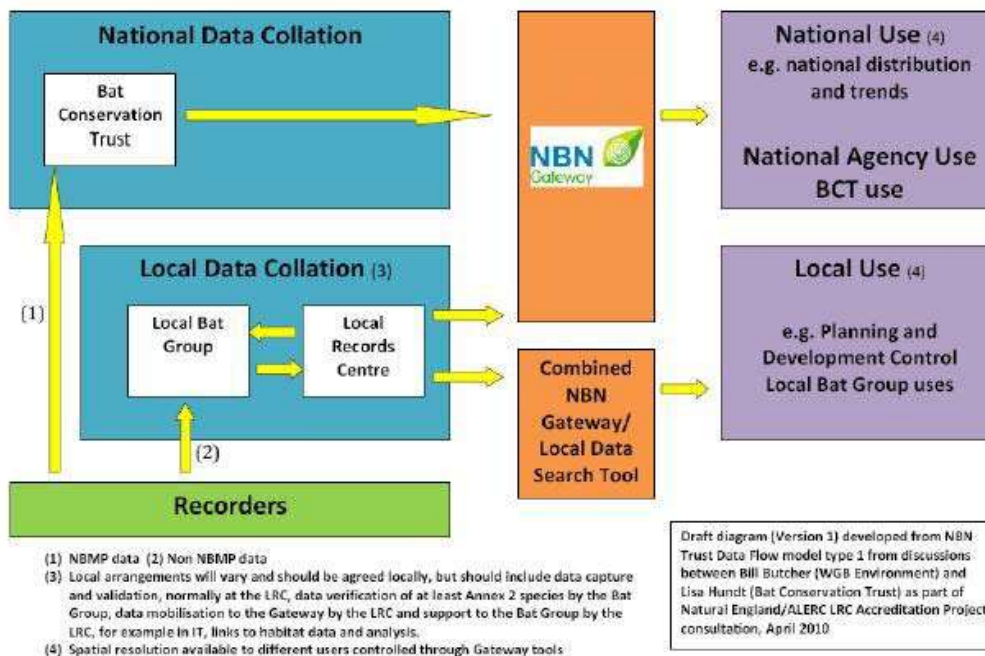 National Data Collation
Bat
Conservation
Trust
NBN
Gateway
National Use (4)
e.g. national distribution
and trends
National Agency Use
BCT use
(1)
Local Data Collation (3)
Local Bat
Group
Local
Records
Centre
Combined
NBN
Gateway/
Local Data
Search Tool
Local Use (4)
e.g. Planning and
Development Control
Local Bat Group uses
(2)
Recorders
(1) NBMP data (2) Non NBMP data
(3) Local arrangements will vary and should be agreed locally, but should include data capture
and validation, normally at the LRC, data verification of at least Annex 2 species by the Bat
Group, data mobilisation to the Gateway by the LRC and support to the Bat Group by the
LRC, for example in IT, links to habitat data and analysis.
(4) Spatial resolution available to different users controlled through Gateway tools
Draft diagram (Version 1) developed from NBN
Trust Data Flow model type 1 from discussions
between Bill Butcher (WGB Environment) and
Lisa Hundt (Bat Conservation Trust) as part of
Natural England/ALERC LRC Accreditation Project
consultation, April 2010